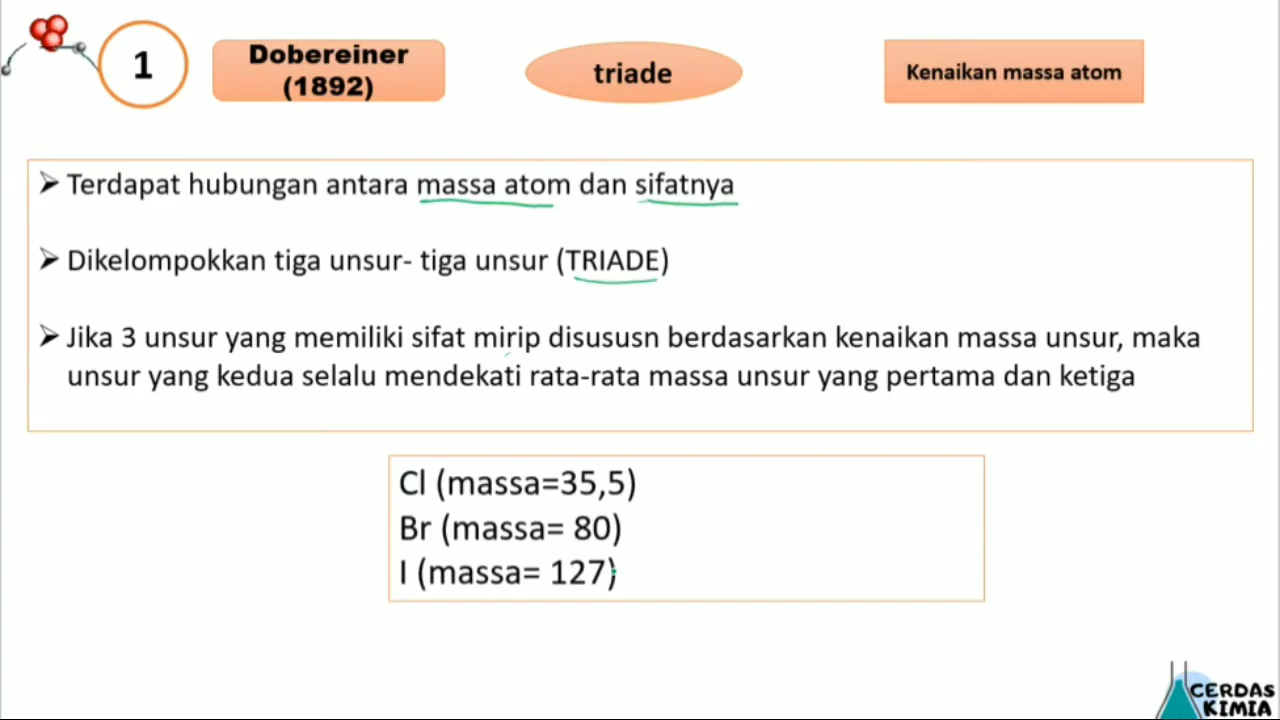 1
Dobereiner
(1892)
triade
Kenaikan massa atom
➤ Terdapat hubungan antara massa atom dan sifatnya
➤ Dikelompokkan tiga unsur- tiga unsur (TRIADE)
➤ Jika 3 unsur yang memiliki sifat mirip disususn berdasarkan kenaikan massa unsur, maka
unsur yang kedua selalu mendekati rata-rata massa unsur yang pertama dan ketiga
Cl (massa=35,5)
Br (massa= 80)
I (massa= 127)
CERDAS
KIMIA